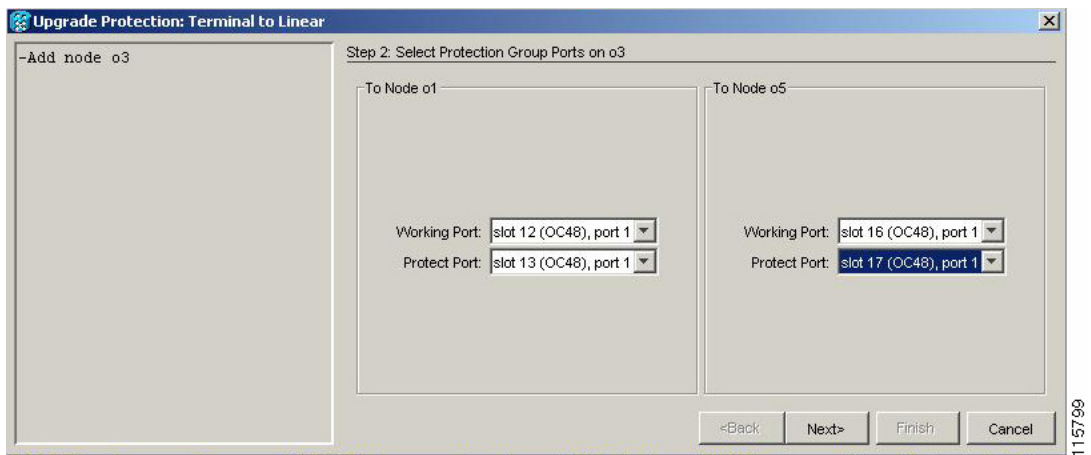 Upgrade Protection: Terminal to Linear
-Add node o3
Step 2: Select Protection Group Ports on o3
To Node o1
Working Port: slot 12 (OC48), port 1
Protect Port: slot 13 (OC48), port 1
To Node o5
Working Port: slot 16 (OC48), port 1
Protect Port: slot 17 (OC48), port 1
<Back Next> Finish Cancel
115799